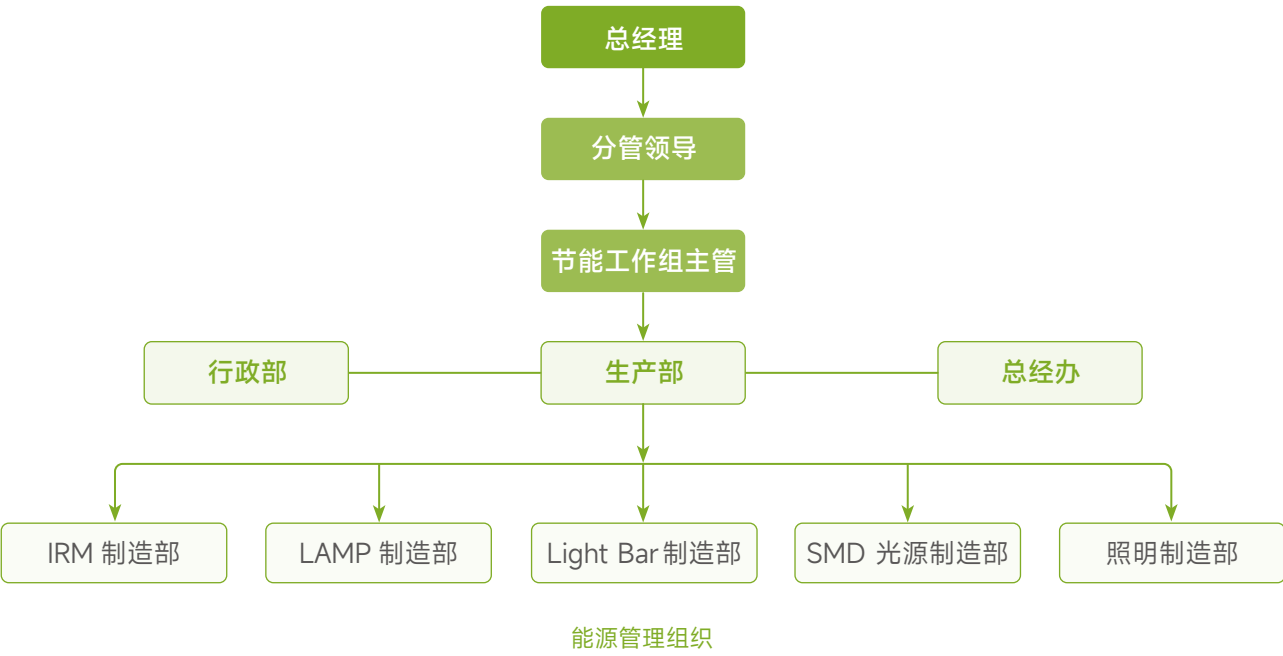 总经理
分管领导
节能工作组主管
行政部
生产部
总经办
IRM 制造部
LAMP 制造部
Light Bar 制造部
SMD 光源制造部
照明制造部
能源管理组织